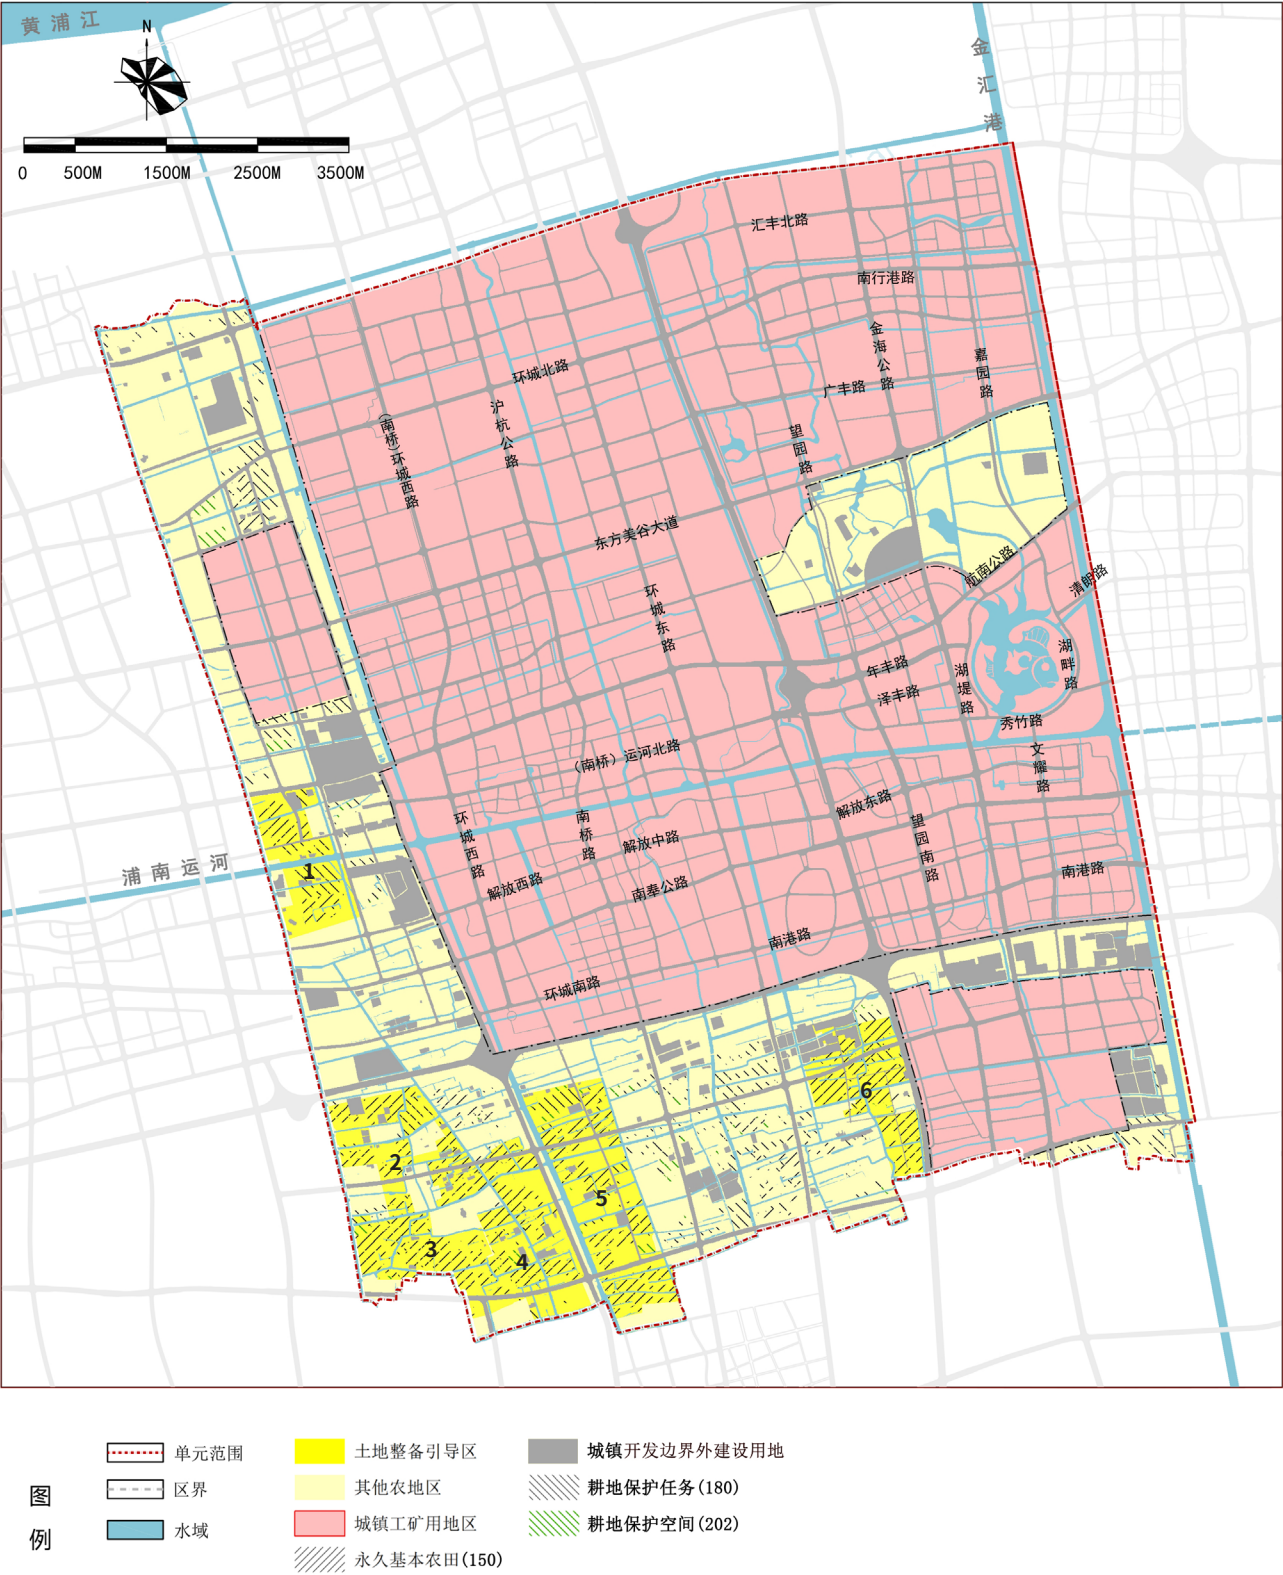 黄浦江
N
金汇港
0 500M 1500M 2500M 3500M
汇丰北路
南行港路
金海公路
嘉园路
环城北路
广丰路
沪杭公路
(南桥)环城西路
望园路
东方美谷大道
航南公路
清朗路
环城东路
年丰路
湖堤路
湖畔路
泽丰路
秀竹路
(南桥)运河北路
文耀路
解放东路
环城西路
南桥路
望园南路
解放中路
浦南运河
1
解放西路
南奉公路
南港路
南港路
环城南路
6
2
5
3
4
图例
单元范围
区界
水域
土地整备引导区
其他农地区
城镇工矿用地区
永久基本农田(150)
城镇开发边界外建设用地
耕地保护任务(180)
耕地保护空间(202)